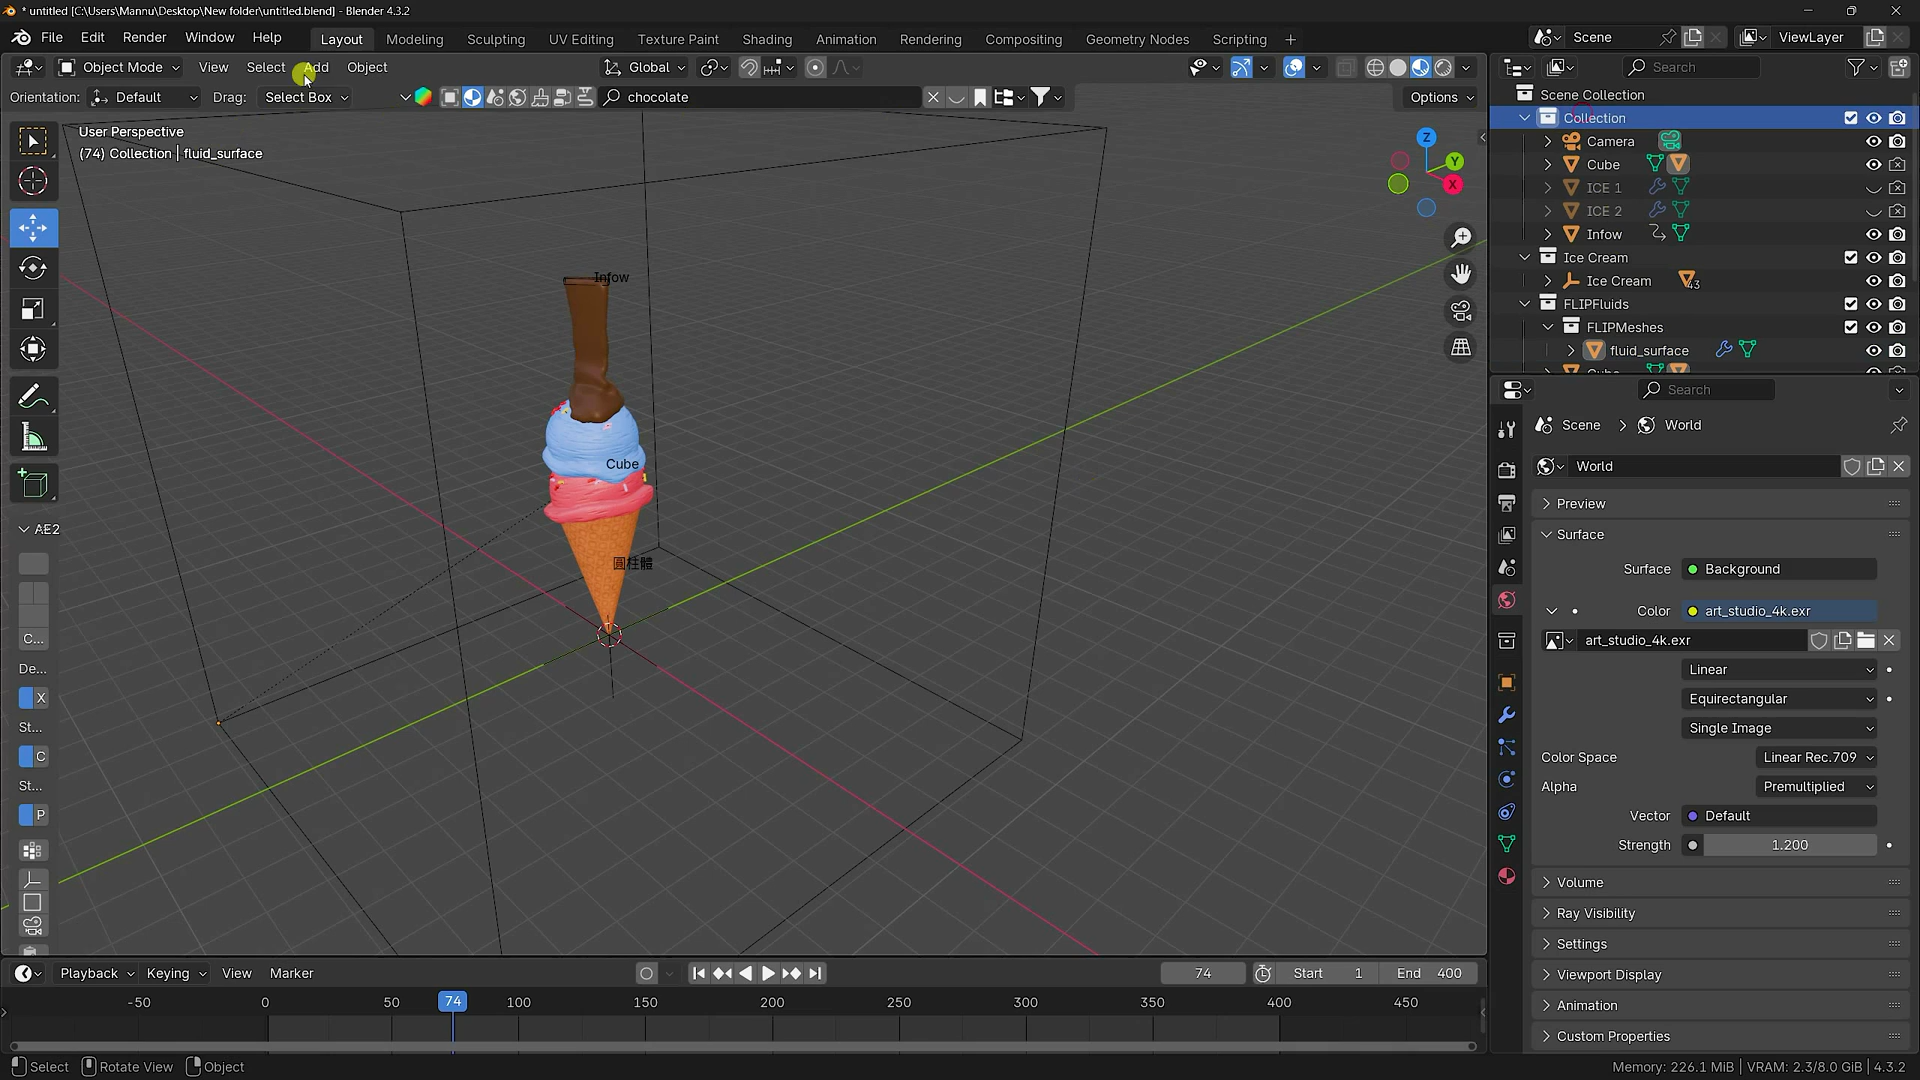 * untitled [C:\Users\Mannu\Desktop\New folder\untitled.blend] - Blender 4.3.2
File Edit Render Window Help Layout Modeling Sculpting UV Editing Texture Paint Shading Animation Rendering Compositing Geometry Nodes Scripting +
Scene
ViewLayer
Object Mode View Select Add Object Global
Search
Orientation: Default Drag: Select Box chocolate Options
User Perspective
(74) Collection | fluid_surface
Z
Y
X
Infow
Cube
圓柱體
AE2
C...
De...
X
St...
C
St...
P
Scene Collection
Collection
Camera
Cube
ICE 1
ICE 2
Infow
Ice Cream
Ice Cream 43
FLIPFluids
FLIPMeshes
fluid_surface
Cube
Search
Scene > World
World
Preview
Surface
Surface Background
Color art_studio_4k.exr
art_studio_4k.exr
Linear
Equirectangular
Single Image
Color Space Linear Rec.709
Alpha Premultiplied
Vector Default
Strength 1.200
Volume
Ray Visibility
Settings
Viewport Display
Animation
Custom Properties
Playback Keying View Marker 74 Start 1 End 400
-50 0 50 74 100 150 200 250 300 350 400 450
Select Rotate View Object
Memory: 226.1 MiB | VRAM: 2.3/8.0 GiB | 4.3.2